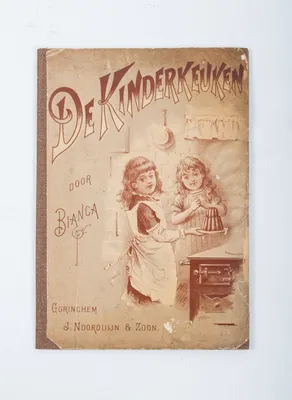 DE KINDERKEUKEN
DOOR
BIANCA
GORINCHEM
J. NOORDUIJN & ZOON.